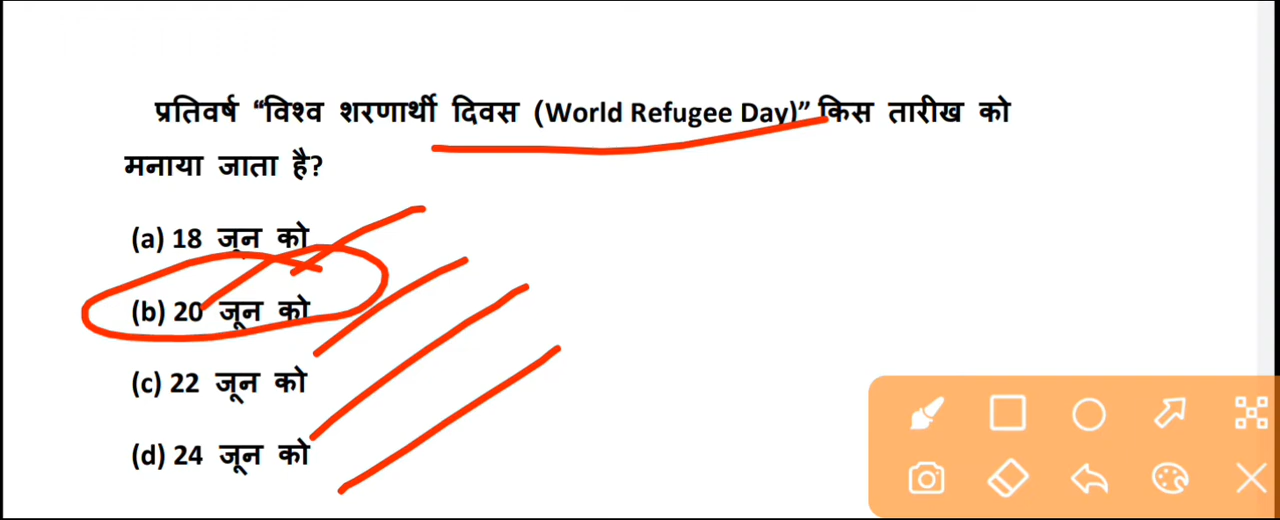 प्रतिवर्ष “विश्व शरणार्थी दिवस (World Refugee Day)” किस तारीख को
मनाया जाता है?
(a) 18 जून को
(b) 20 जून को
(c) 22 जून को
(d) 24 जून को